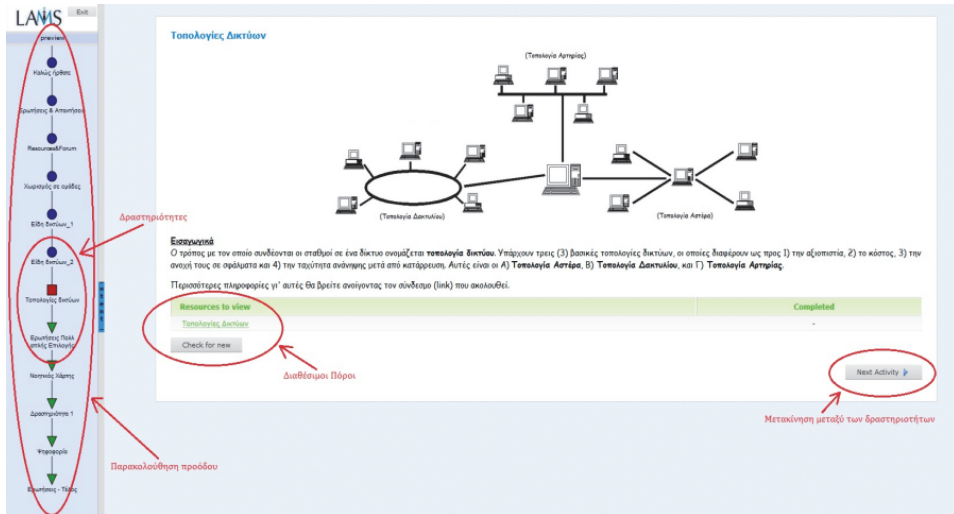 LAMS
Exit
preview
Καλώς ήρθατε
Ερωτήσεις & Απαντήσεις
Resources&Forum
Χωρισμός σε ομάδες
Είδη δικτύων_1
Είδη δικτύων_2
Τοπολογίες δικτύων
Ερωτήσεις Πολλ
απλής Επιλογής
Νοητικός Χάρτης
Δραστηριότητα 1
Ψηφοφορία
Ερωτήσεις - Τέλος
Δραστηριότητες
Παρακολούθηση προόδου
Τοπολογίες Δικτύων
(Τοπολογία Αρτηρίας)
(Τοπολογία Δακτυλίου)
(Τοπολογία Αστέρα)
Εισαγωγικά
Ο τρόπος με τον οποίο συνδέονται οι σταθμοί σε ένα δίκτυο ονομάζεται τοπολογία δικτύου. Υπάρχουν τρεις (3) βασικές τοπολογίες δικτύων, οι οποίες διαφέρουν ως προς 1) την αξιοπιστία, 2) το κόστος, 3) την
ανοχή τους σε σφάλματα και 4) την ταχύτητα ανάνηψης μετά από κατάρρευση. Αυτές είναι οι Α) Τοπολογία Αστέρα, Β) Τοπολογία Δακτυλίου, και Γ) Τοπολογία Αρτηρίας.
Περισσότερες πληροφορίες γι' αυτές θα βρείτε ανοίγοντας τον σύνδεσμο (link) που ακολουθεί.
Resources to view Completed
Τοπολογίες Δικτύων -
Check for new
Διαθέσιμοι Πόροι
Next Activity
Μετακίνηση μεταξύ των δραστηριοτήτων